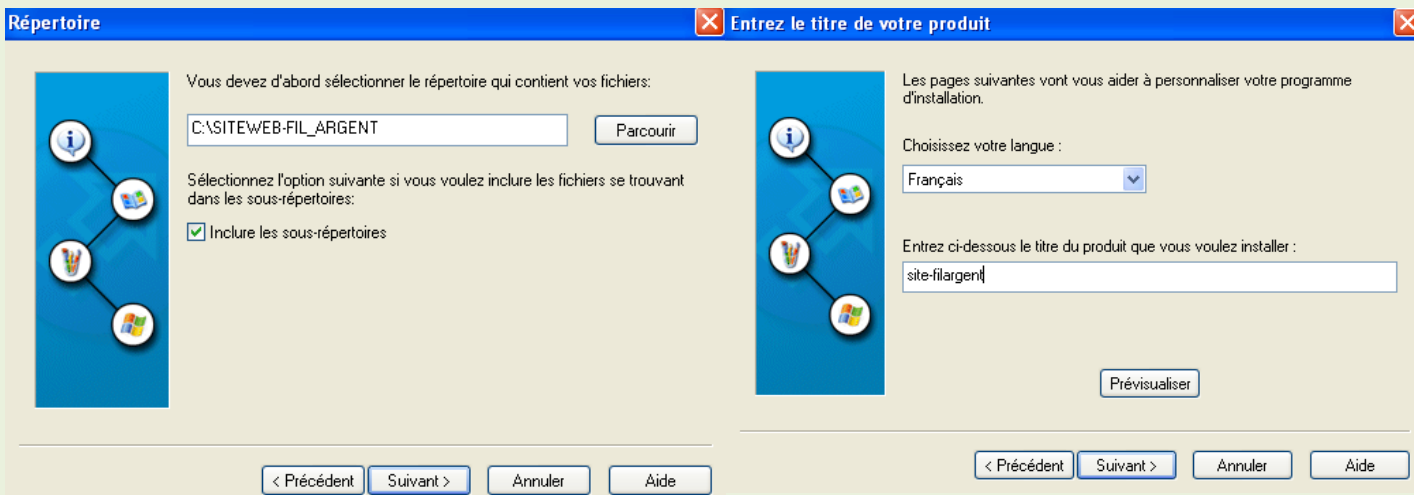 Répertoire
Vous devez d'abord sélectionner le répertoire qui contient vos fichiers:
C:\SITEWEB-FIL_ARGENT
Parcourir
Sélectionnez l'option suivante si vous voulez inclure les fichiers se trouvant
dans les sous-répertoires:
Inclure les sous-répertoires
< Précédent
Suivant >
Annuler
Aide
Entrez le titre de votre produit
Les pages suivantes vont vous aider à personnaliser votre programme
d'installation.
Choisissez votre langue :
Français
Entrez ci-dessous le titre du produit que vous voulez installer :
site-filargent
Prévisualiser
< Précédent
Suivant >
Annuler
Aide